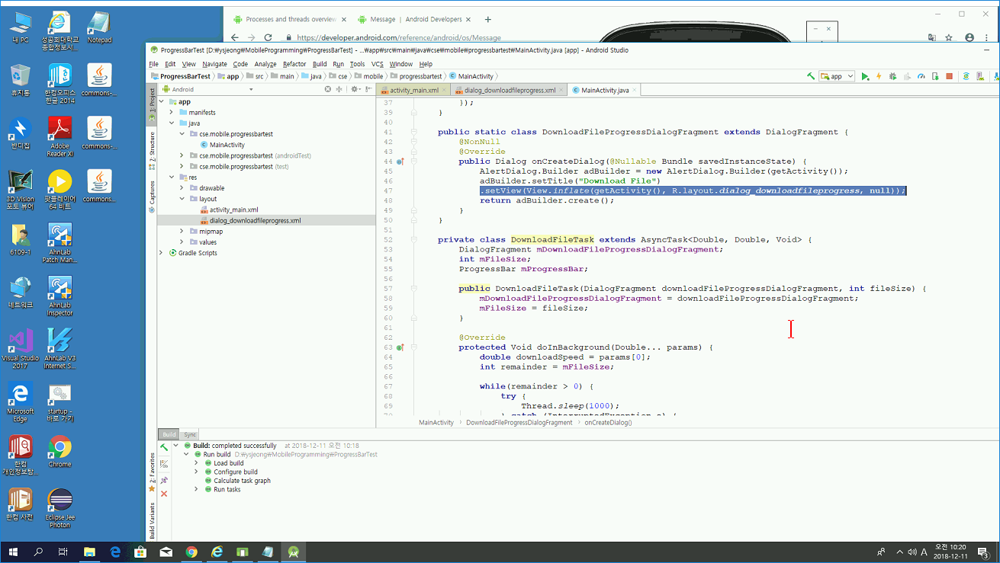 Processes and threads overview
Message | Android Developers
https://developer.android.com/reference/android/os/Message
내 PC
성공회대학교
종합정보시...
Notepad
휴지통
한컴오피스
한글 2014
commons-...
반디집
Adobe
Reader XI
commons-...
3D Vision
포토 뷰어
팟플레이어
64 비트
commons...
6109-1
AhnLab
Patch Man...
네트워크
AhnLab
Inspector
Visual Studio
2017
AhnLab V3
Internet S...
Microsoft
Edge
startup -
바로 가기
한컴
개인정보탐...
Chrome
한컴 사전
Eclipse Jee
Photon
ProgressBarTest [D:₩ysjeong₩MobileProgramming₩ProgressBarTest] - ...₩app₩src₩main₩java₩cse₩mobile₩progressbartest₩MainActivity.java [app] - Android Studio
File Edit View Navigate Code Analyze Refactor Build Run Tools VCS Window Help
ProgressBarTest app src main java cse mobile progressbartest MainActivity
app
1: Project
Z: Structure
Captures
2: Favorites
Build Variants
Android
app
manifests
java
cse.mobile.progressbartest
MainActivity
cse.mobile.progressbartest (androidTest)
cse.mobile.progressbartest (test)
res
drawable
layout
activity_main.xml
dialog_downloadfileprogress.xml
mipmap
values
Gradle Scripts
activity_main.xml dialog_downloadfileprogress.xml MainActivity.java
37 });
39 }
40
41 public static class DownloadFileProgressDialogFragment extends DialogFragment {
42 @NonNull
43 @Override
44 public Dialog onCreateDialog(@Nullable Bundle savedInstanceState) {
45 AlertDialog.Builder adBuilder = new AlertDialog.Builder(getActivity());
46 adBuilder.setTitle("Download File")
47 .setView(View.inflate(getActivity(), R.layout.dialog_downloadfileprogress, null));
48 return adBuilder.create();
49 }
50 }
51
52 private class DownloadFileTask extends AsyncTask<Double, Double, Void> {
53 DialogFragment mDownloadFileProgressDialogFragment;
54 int mFileSize;
55 ProgressBar mProgressBar;
56
57 public DownloadFileTask(DialogFragment downloadFileProgressDialogFragment, int fileSize) {
58 mDownloadFileProgressDialogFragment = downloadFileProgressDialogFragment;
59 mFileSize = fileSize;
60 }
61
62 @Override
63 protected Void doInBackground(Double... params) {
64 double downloadSpeed = params[0];
65 int remainder = mFileSize;
66
67 while(remainder > 0) {
68 try {
69 Thread.sleep(1000);
70 } catch (InterruptedException e) {
MainActivity DownloadFileProgressDialogFragment onCreateDialog()
Build Sync
Build: completed successfully at 2018-12-11 오전 10:18
Run build D:₩ysjeong₩MobileProgramming₩ProgressBarTest
Load build
Configure build
Calculate task graph
Run tasks
A
오전 10:20
2018-12-11
3